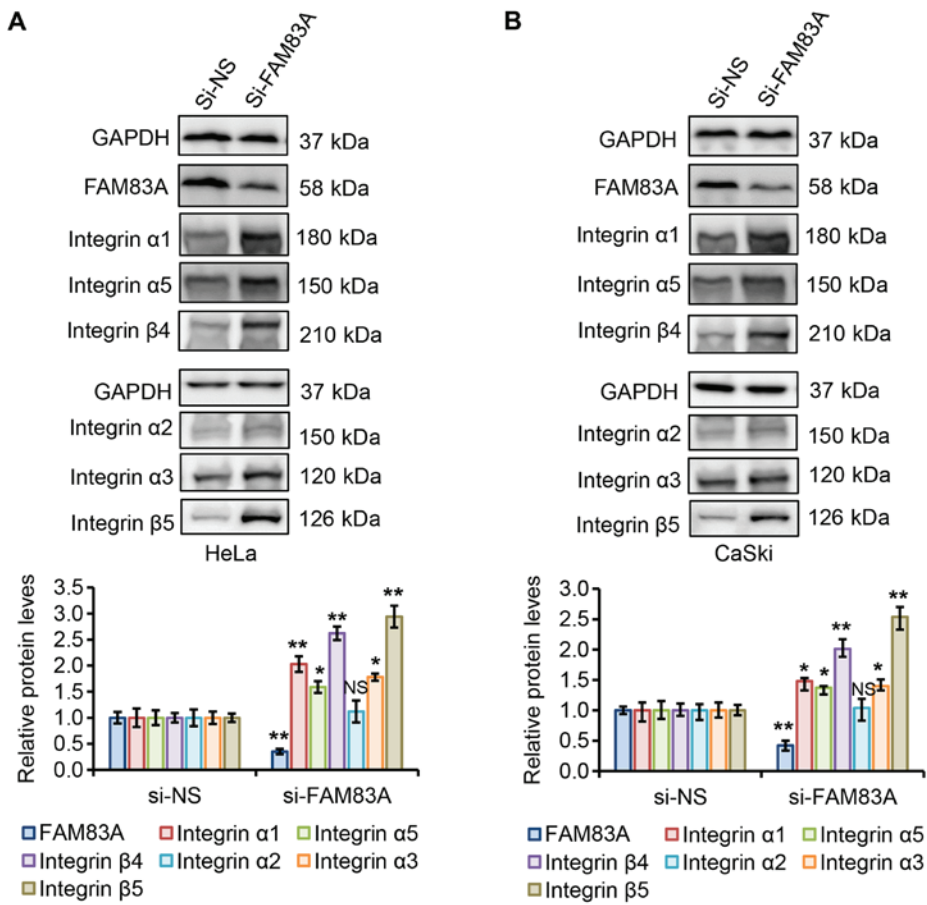 A
Si-NS Si-FAM83A
GAPDH 37 kDa
FAM83A 58 kDa
Integrin α1 180 kDa
Integrin α5 150 kDa
Integrin β4 210 kDa
GAPDH 37 kDa
Integrin α2 150 kDa
Integrin α3 120 kDa
Integrin β5 126 kDa
HeLa
Relative protein leves
3.5
3.0
2.5
2.0
1.5
1.0
0.5
0.0
** ** * ** NS * **
si-NS si-FAM83A
FAM83A Integrin α1 Integrin α5
Integrin β4 Integrin α2 Integrin α3
Integrin β5
B
Si-NS Si-FAM83A
GAPDH 37 kDa
FAM83A 58 kDa
Integrin α1 180 kDa
Integrin α5 150 kDa
Integrin β4 210 kDa
GAPDH 37 kDa
Integrin α2 150 kDa
Integrin α3 120 kDa
Integrin β5 126 kDa
CaSki
Relative protein leves
3.0
2.5
2.0
1.5
1.0
0.5
0.0
** * * ** NS * **
si-NS si-FAM83A
FAM83A Integrin α1 Integrin α5
Integrin β4 Integrin α2 Integrin α3
Integrin β5